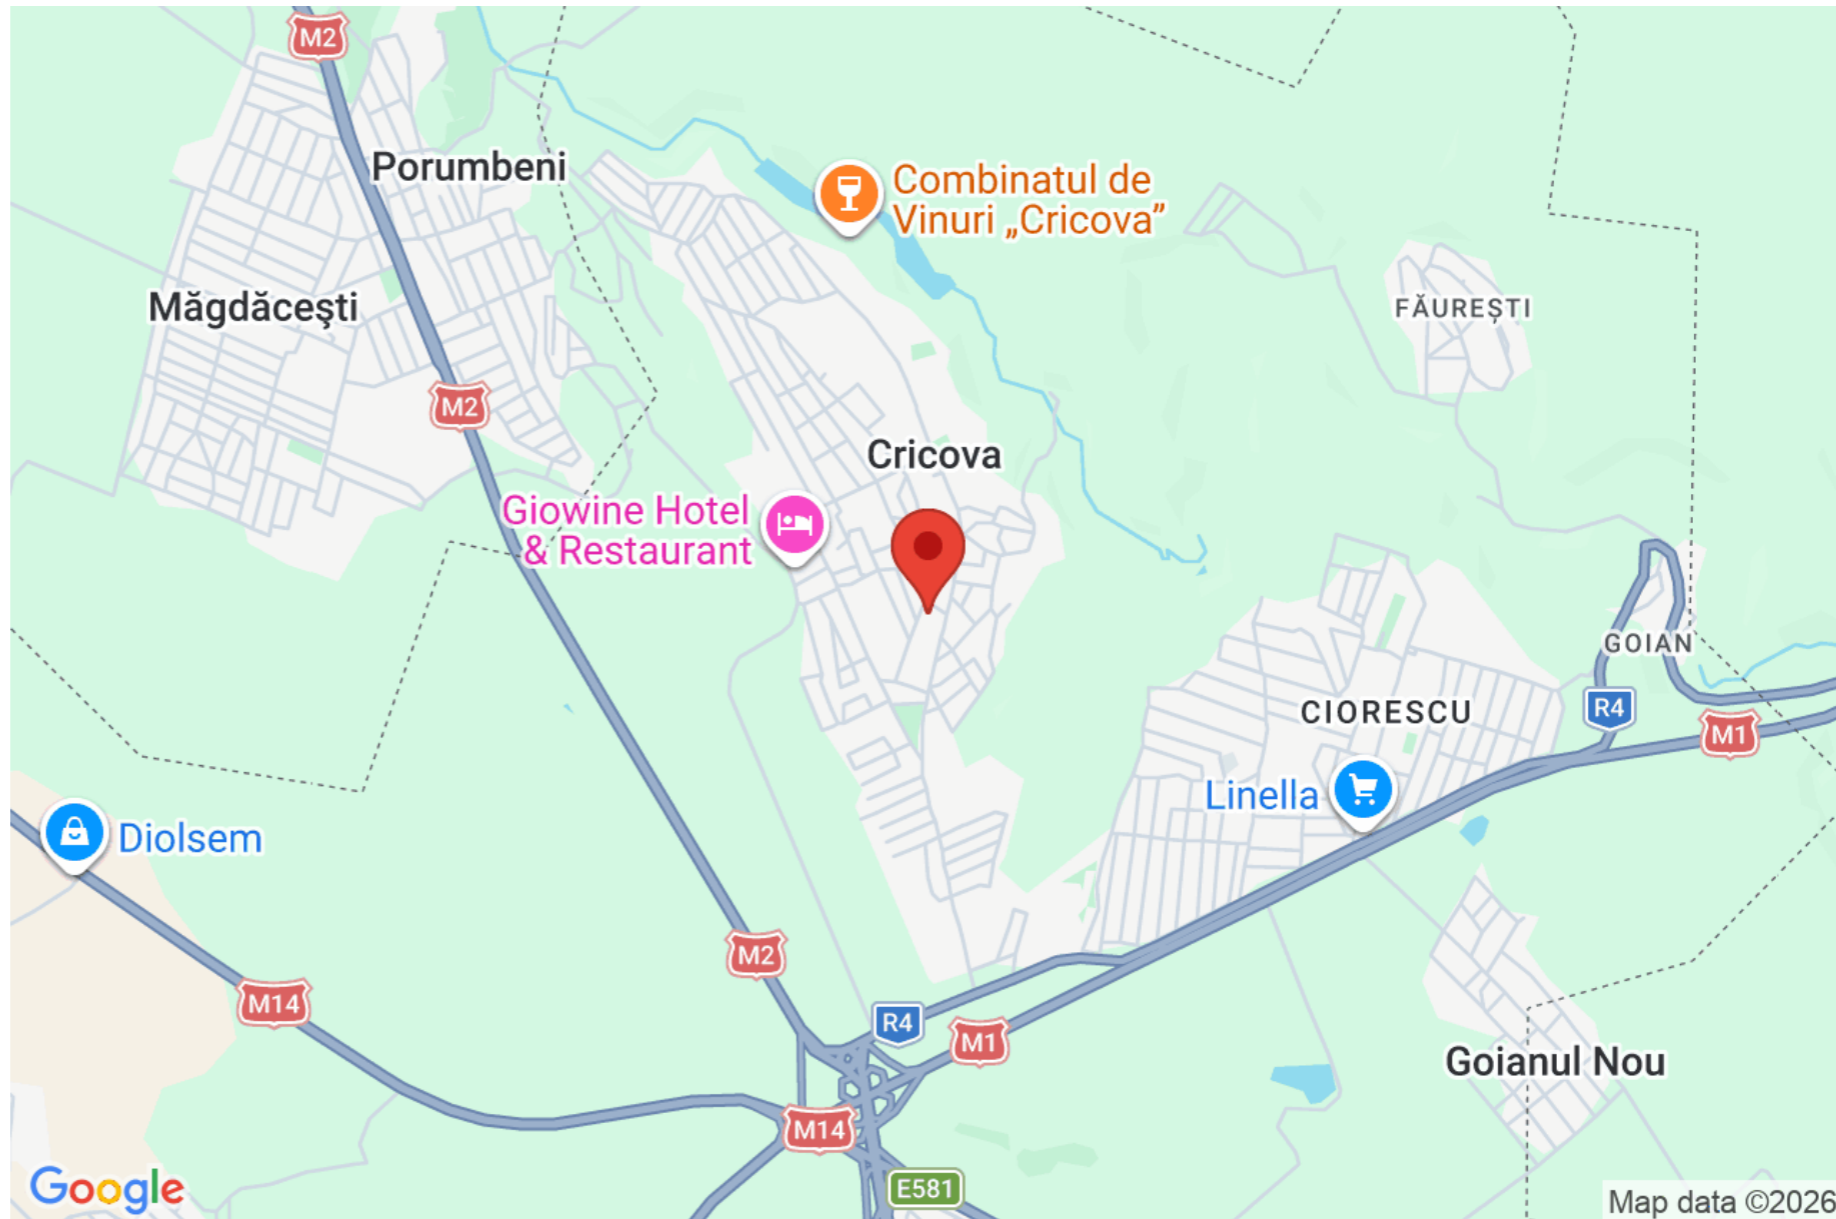 M2
Porumbeni
Combinatul de
Vinuri „Cricova”
Măgdăceşti
FĂUREȘTI
M2
Cricova
Giowine Hotel
& Restaurant
GOIAN
CIORESCU
R4
M1
Linella
Diolsem
M2
M14
R4
M1
Goianul Nou
M14
E581
Google
Map data ©2026